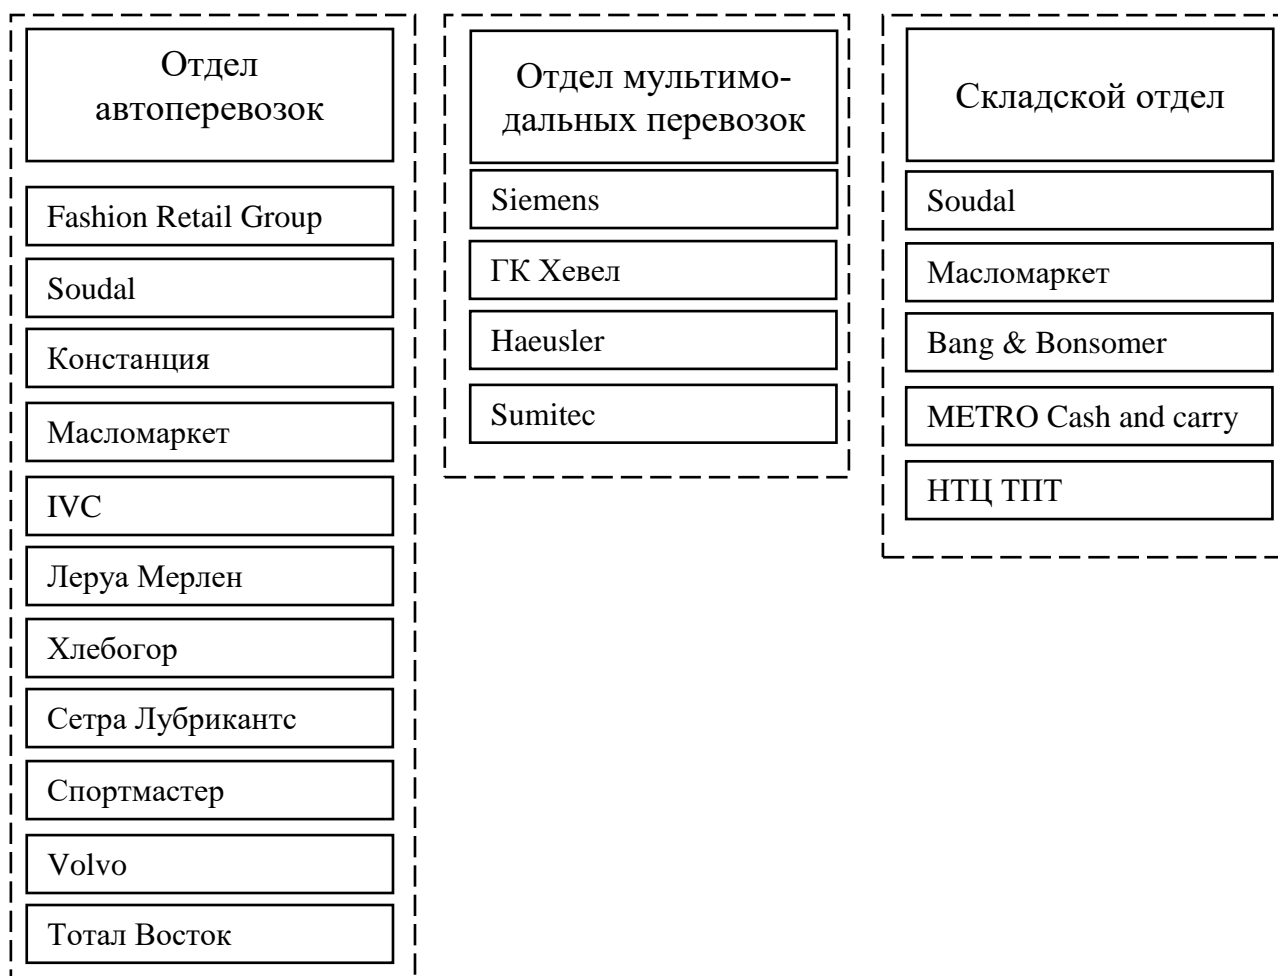 Отдел
автоперевозок
Fashion Retail Group
Soudal
Констанция
Масломаркет
IVC
Леруа Мерлен
Хлебогор
Сетра Лубрикантс
Спортмастер
Volvo
Тотал Восток
Отдел мультимо-
дальных перевозок
Siemens
ГК Хевел
Haeusler
Sumitec
Складской отдел
Soudal
Масломаркет
Bang & Bonsomer
METRO Cash and carry
НТЦ ТПТ